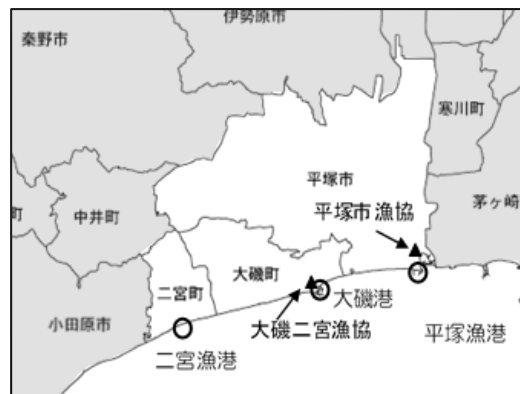 伊勢原市
秦野市
寒川町
平塚市
平塚市漁協
茅ヶ崎
町
中井町
大磯町
二宮町
大磯港
小田原市
大磯二宮漁協
平塚漁港
二宮漁港